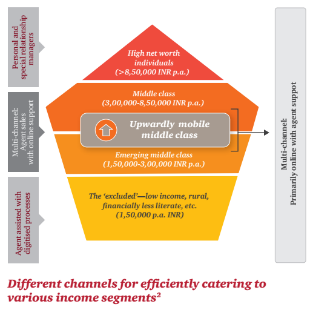 Personal and
special relationship
managers
High net worth
individuals
(>8,50,000 INR p.a.)
Multi-channel:
Agent sales
with online support
Middle class
(3,00,000-8,50,000 INR p.a.)
Upwardly mobile
middle class
Emerging middle class
(1,50,000-3,00,000 INR p.a.)
Agent assisted with
digitised processes
The 'excluded'—low income, rural,
financially less literate, etc.
(1,50,000 p.a. INR)
Multi-channel:
Primarily online with agent suppot
Different channels for efficiently catering to
various income segments²